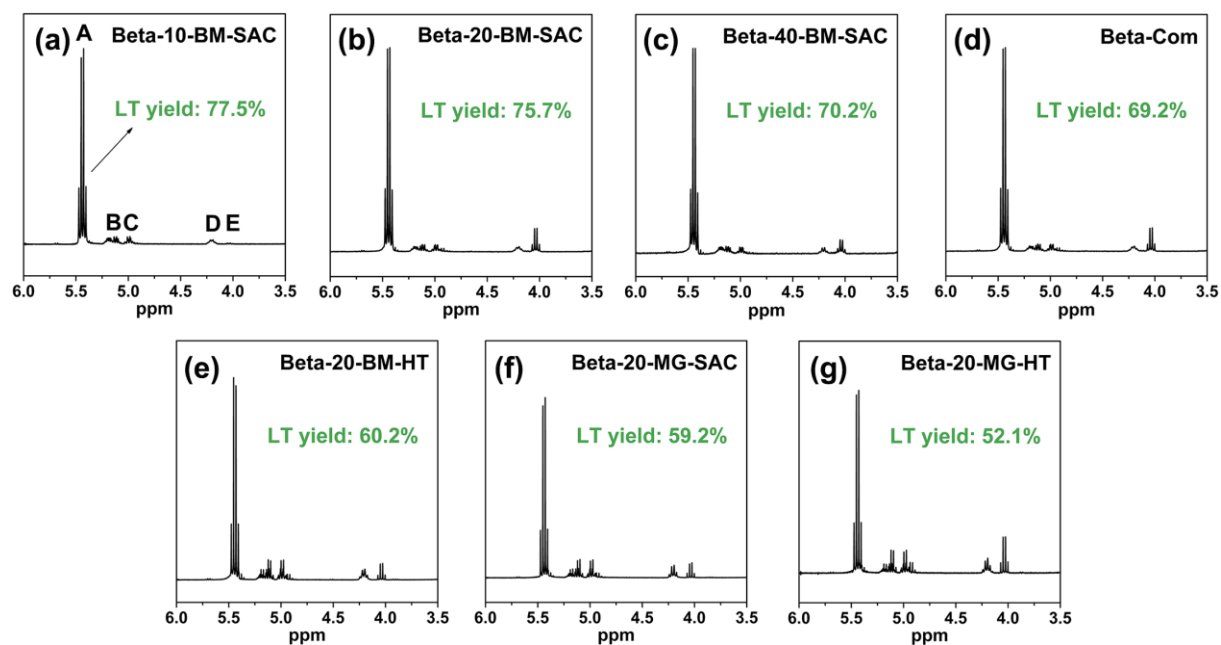 (a) A Beta-10-BM-SAC
LT yield: 77.5%
B C D E
6.0 5.5 5.0 4.5 4.0 3.5
ppm
(b) Beta-20-BM-SAC
LT yield: 75.7%
6.0 5.5 5.0 4.5 4.0 3.5
ppm
(c) Beta-40-BM-SAC
LT yield: 70.2%
6.0 5.5 5.0 4.5 4.0 3.5
ppm
(d) Beta-Com
LT yield: 69.2%
6.0 5.5 5.0 4.5 4.0 3.5
ppm
(e) Beta-20-BM-HT
LT yield: 60.2%
6.0 5.5 5.0 4.5 4.0 3.5
ppm
(f) Beta-20-MG-SAC
LT yield: 59.2%
6.0 5.5 5.0 4.5 4.0 3.5
ppm
(g) Beta-20-MG-HT
LT yield: 52.1%
6.0 5.5 5.0 4.5 4.0 3.5
ppm